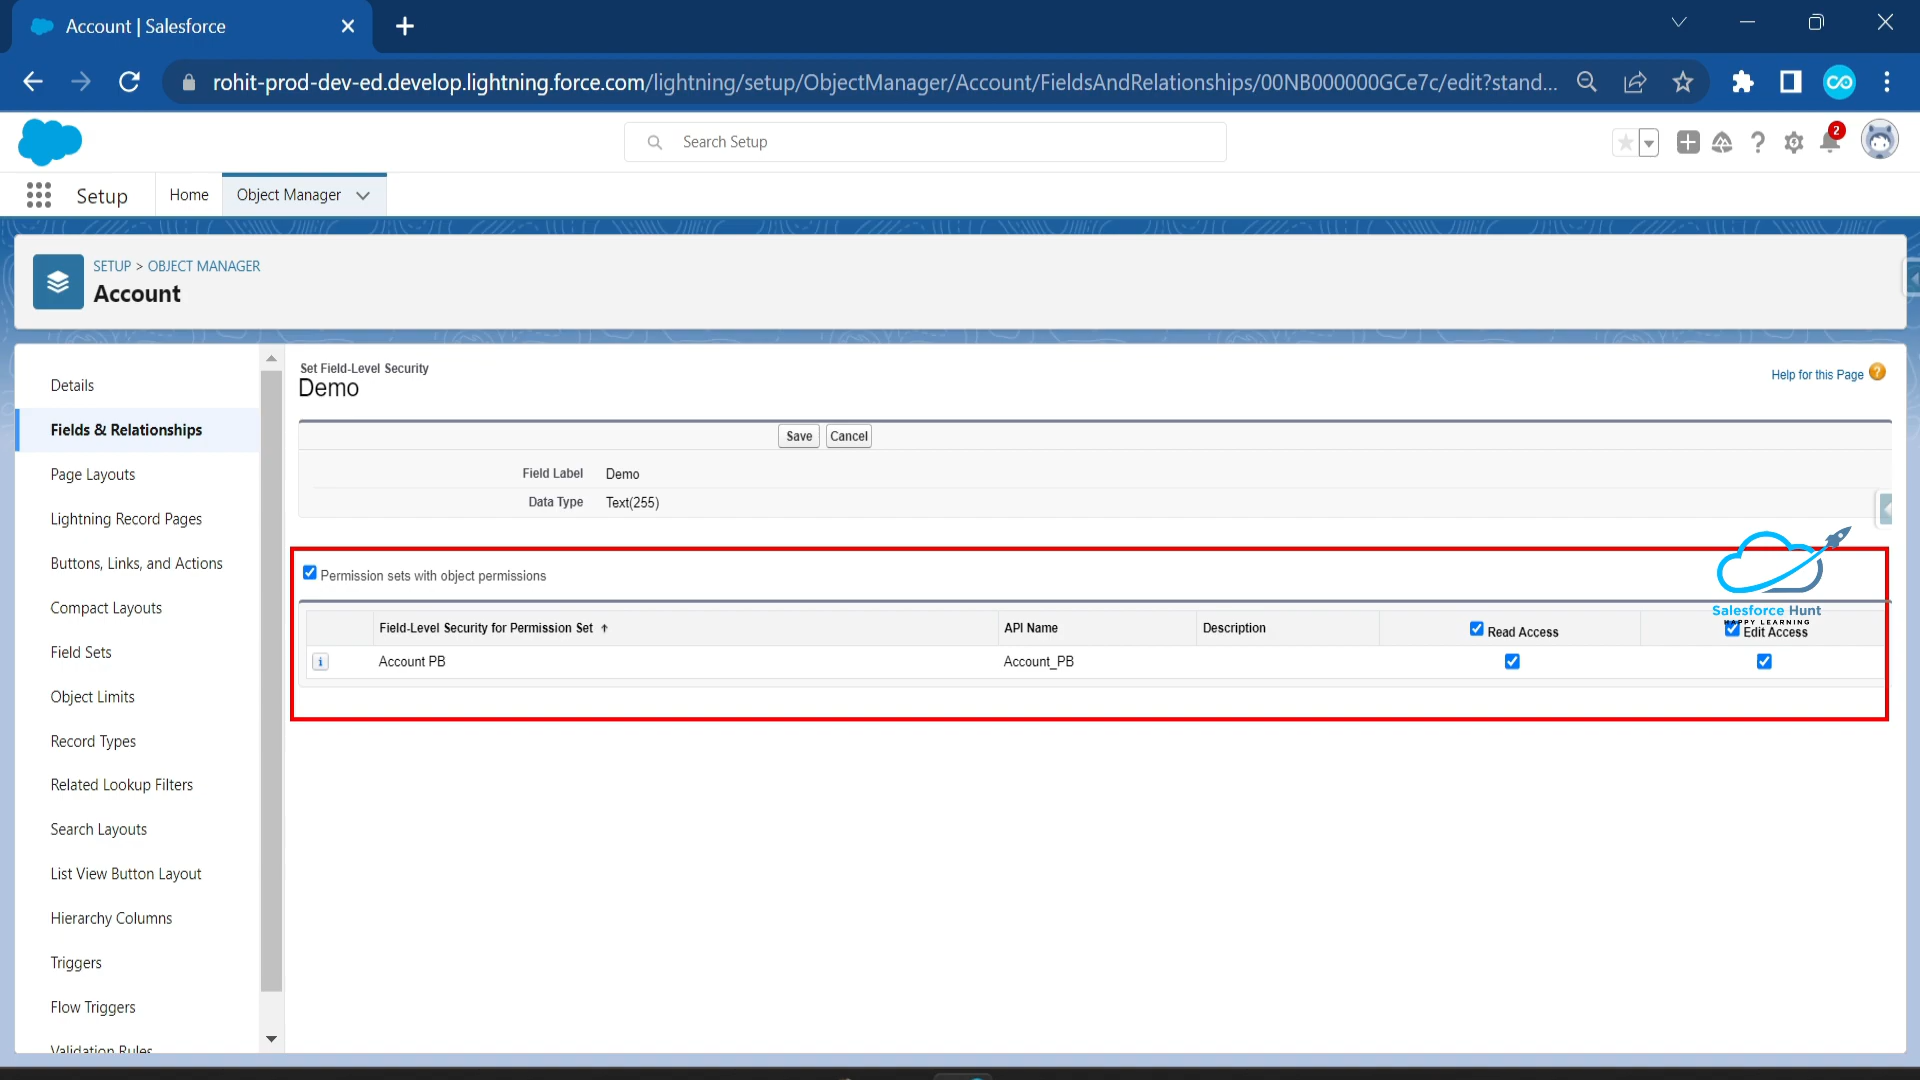 Account | Salesforce
rohit-prod-dev-ed.develop.lightning.force.com/lightning/setup/ObjectManager/Account/FieldsAndRelationships/00NB000000GCe7c/edit?stand...
Search Setup
2
Setup
Home
Object Manager
SETUP > OBJECT MANAGER
Account
Details
Fields & Relationships
Page Layouts
Lightning Record Pages
Buttons, Links, and Actions
Compact Layouts
Field Sets
Object Limits
Record Types
Related Lookup Filters
Search Layouts
List View Button Layout
Hierarchy Columns
Triggers
Flow Triggers
Validation Rules
Set Field-Level Security
Demo
Help for this Page ?
Save Cancel
Field Label Demo
Data Type Text(255)
Permission sets with object permissions
Salesforce Hunt
HAPPY LEARNING
Field-Level Security for Permission Set ↑ API Name Description Read Access Edit Access
i Account PB Account_PB